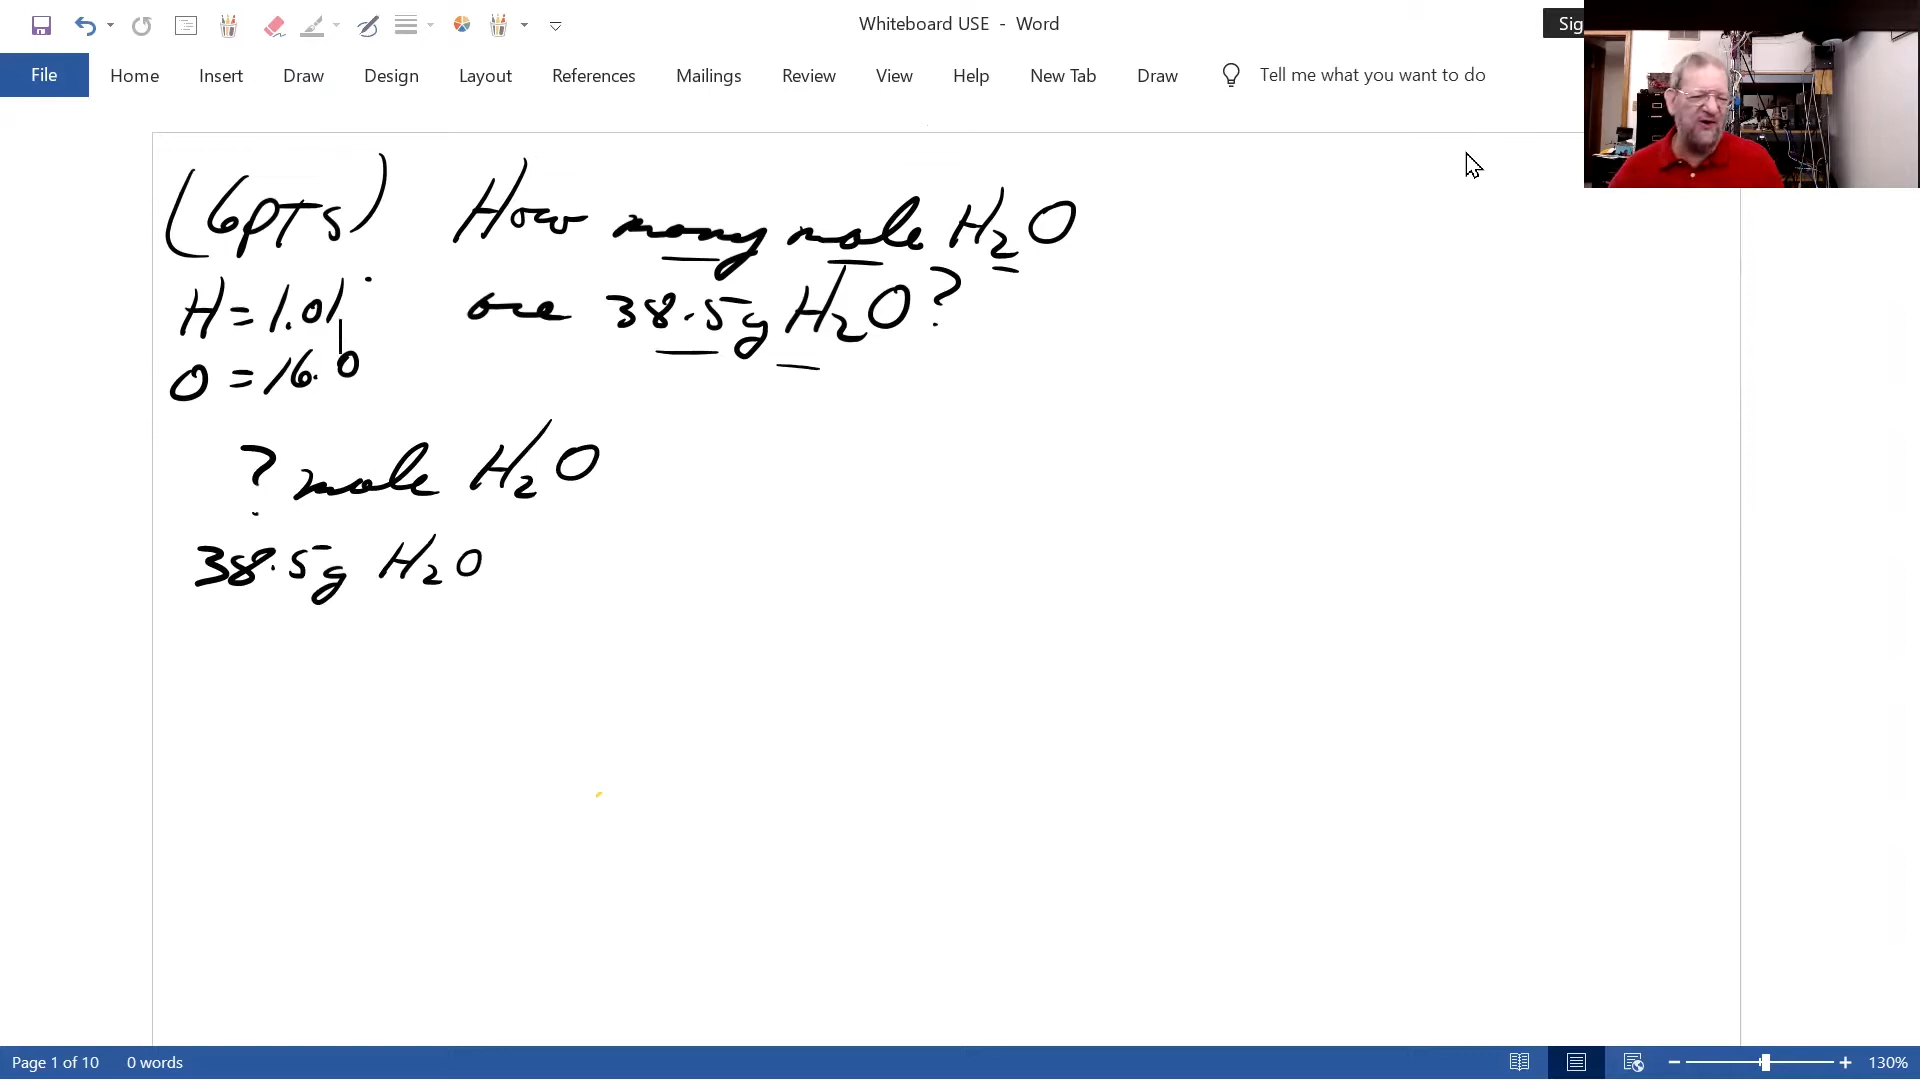 Whiteboard USE - Word
Sig
File Home Insert Draw Design Layout References Mailings Review View Help New Tab Draw Tell me what you want to do
(6pts) How many mole H₂O
H = 1.01 are 38.5g H₂O?
O = 16.0
? mole H₂O
38.5g H₂O
Page 1 of 10 0 words 130%